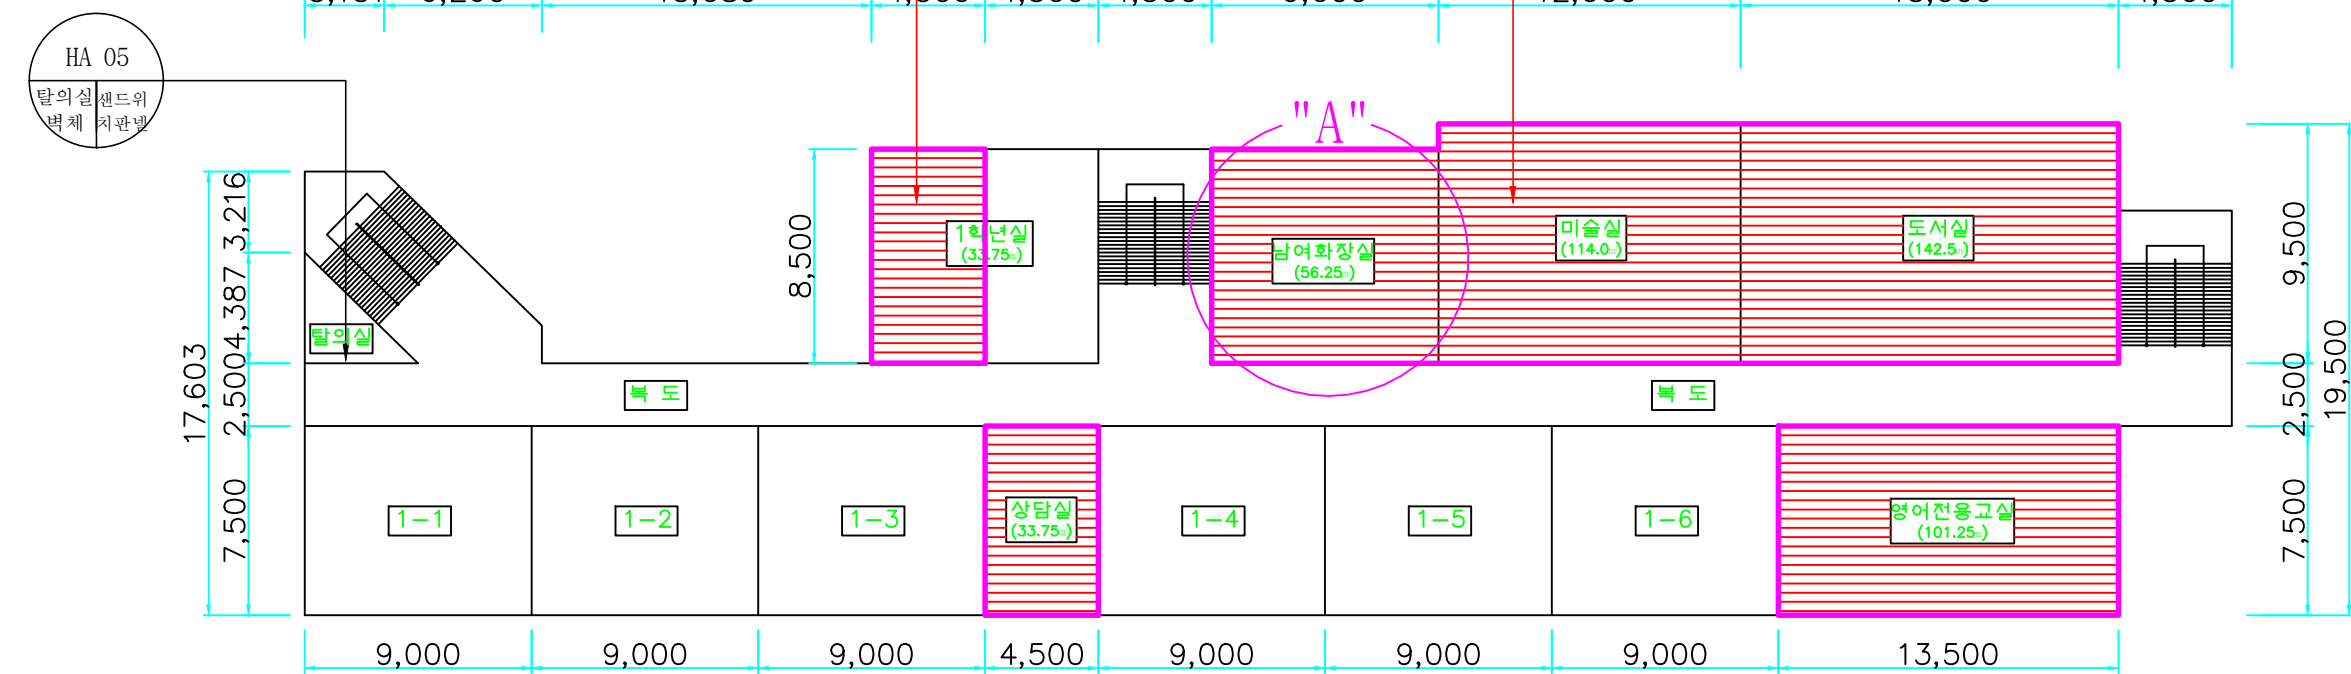 HA 05
탈의실 샌드위
벽체 치판넬
"A"
3,216
4,387
2,500
7,500
17,603
8,500
1학년실
(33.75㎡)
남여화장실
(56.25㎡)
미술실
(114.0㎡)
도서실
(142.5㎡)
탈의실
복 도
복 도
9,500
2,500
7,500
19,500
1-1
1-2
1-3
상담실
(33.75㎡)
1-4
1-5
1-6
영어전용교실
(101.25㎡)
9,000 9,000 9,000 4,500 9,000 9,000 9,000 13,500